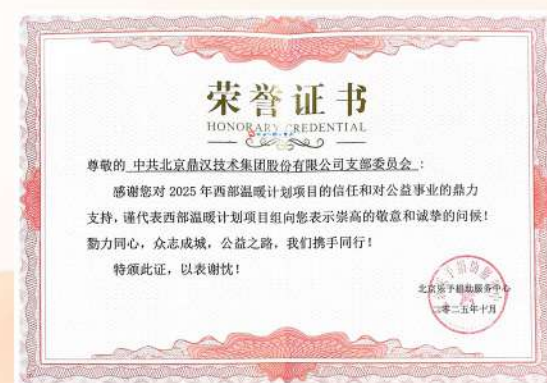 荣誉证书
HONORARY CREDENTIAL
尊敬的 中共北京鼎汉技术集团股份有限公司支部委员会：
感谢您对2025年西部温暖计划项目的信任和对公益事业的鼎力
支持，谨代表西部温暖计划项目组向您表示崇高的敬意和诚挚的问候！
勠力同心，众志成城，公益之路，我们携手同行！
特颁此证，以表谢忱！
北京乐予捐助服务中心
二零二五年十月